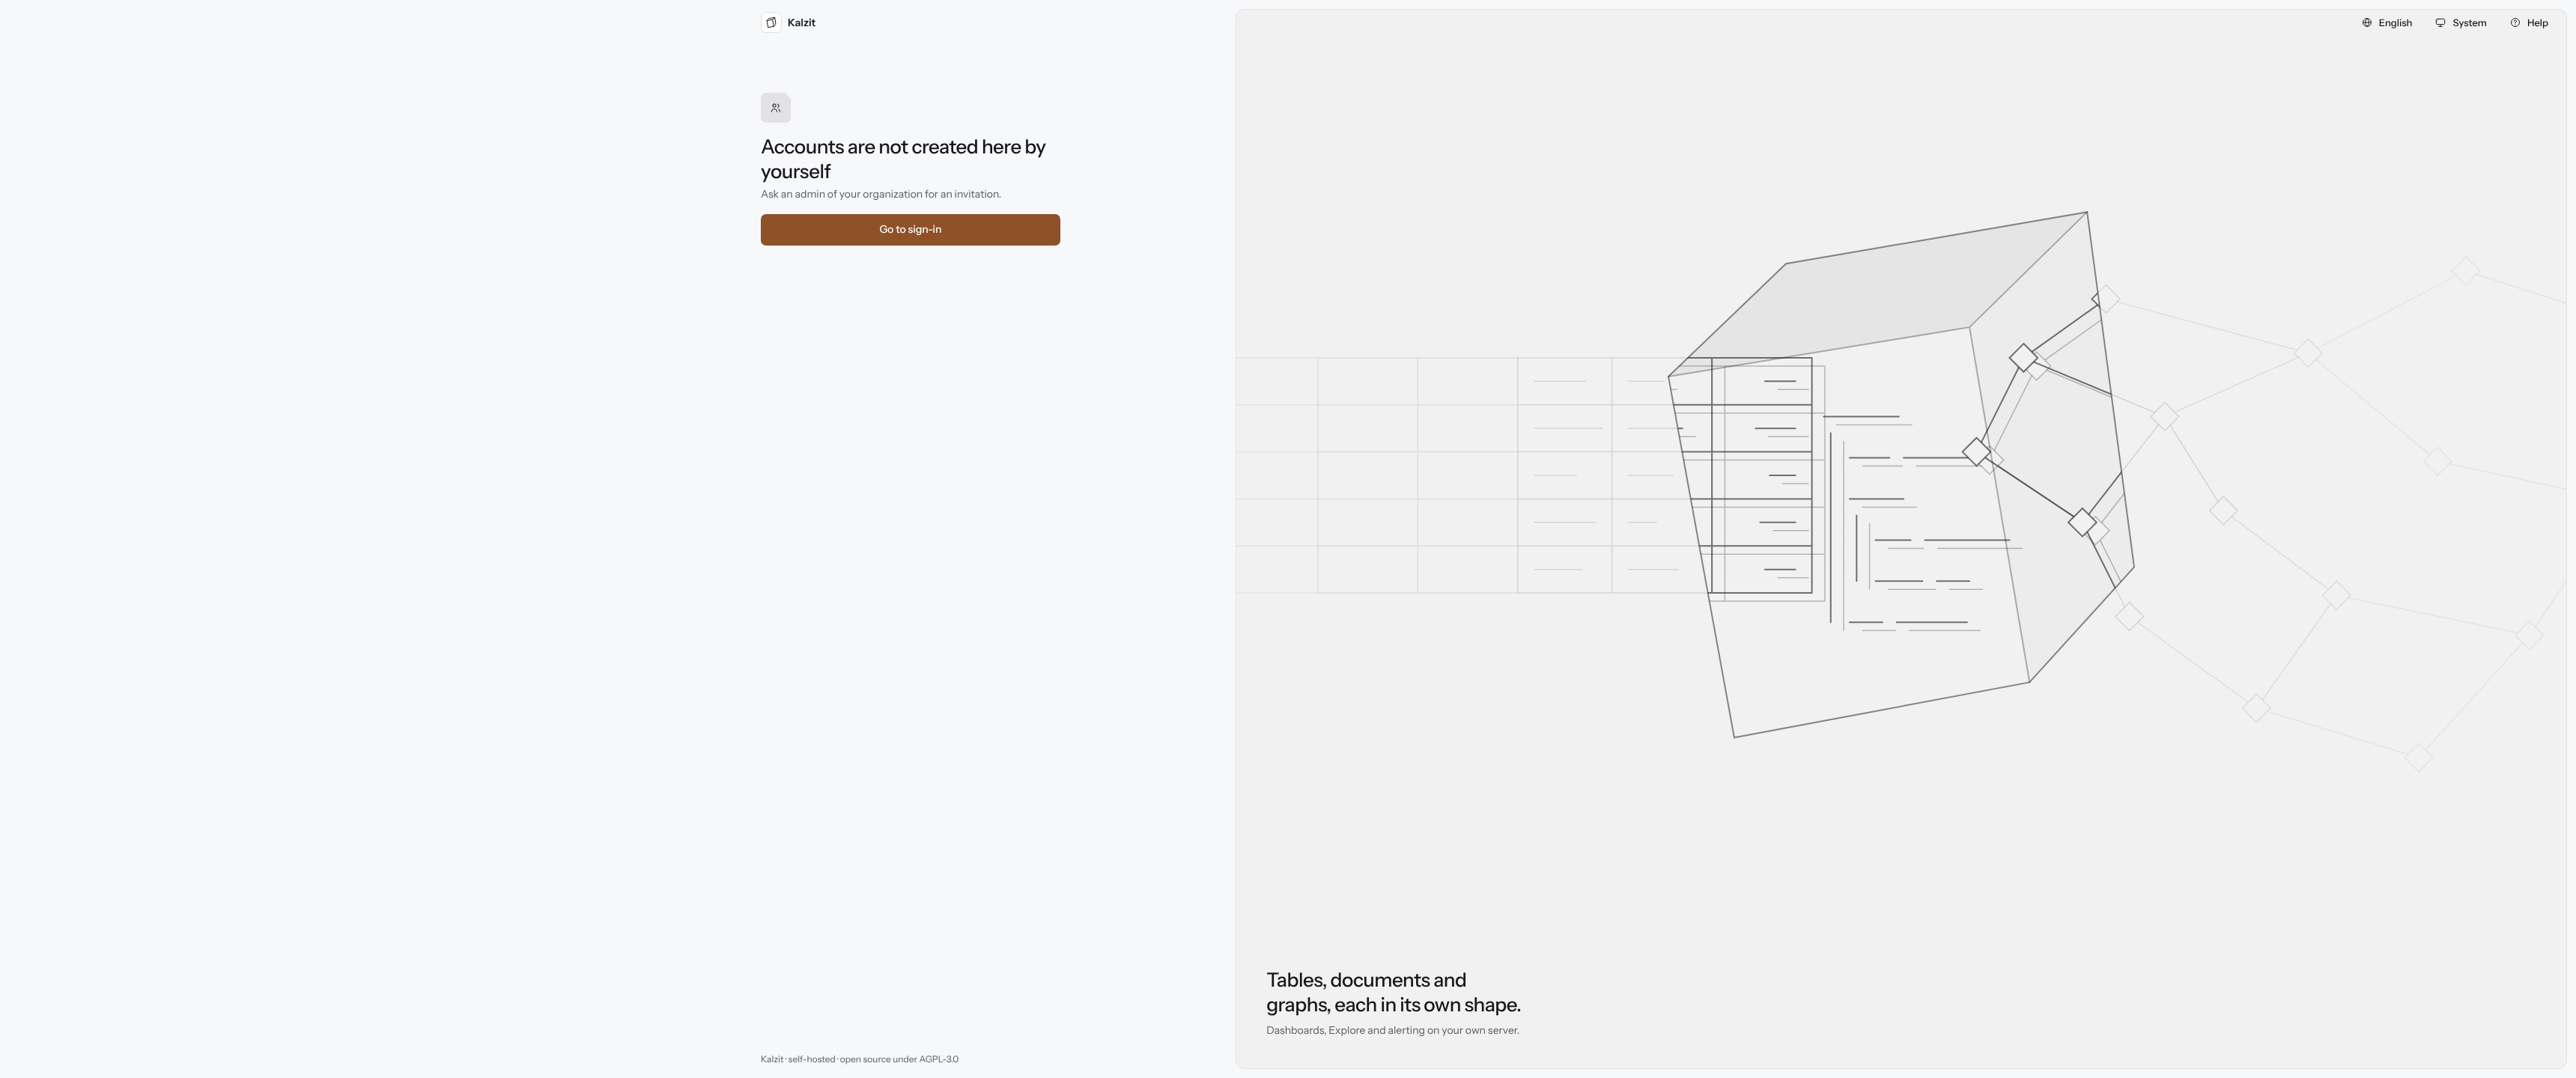 Kalzit
English
System
Help
Accounts are not created here by
yourself
Ask an admin of your organization for an invitation.
Go to sign-in
Tables, documents and
graphs, each in its own shape.
Dashboards, Explore and alerting on your own server.
Kalzit · self-hosted · open source under AGPL-3.0